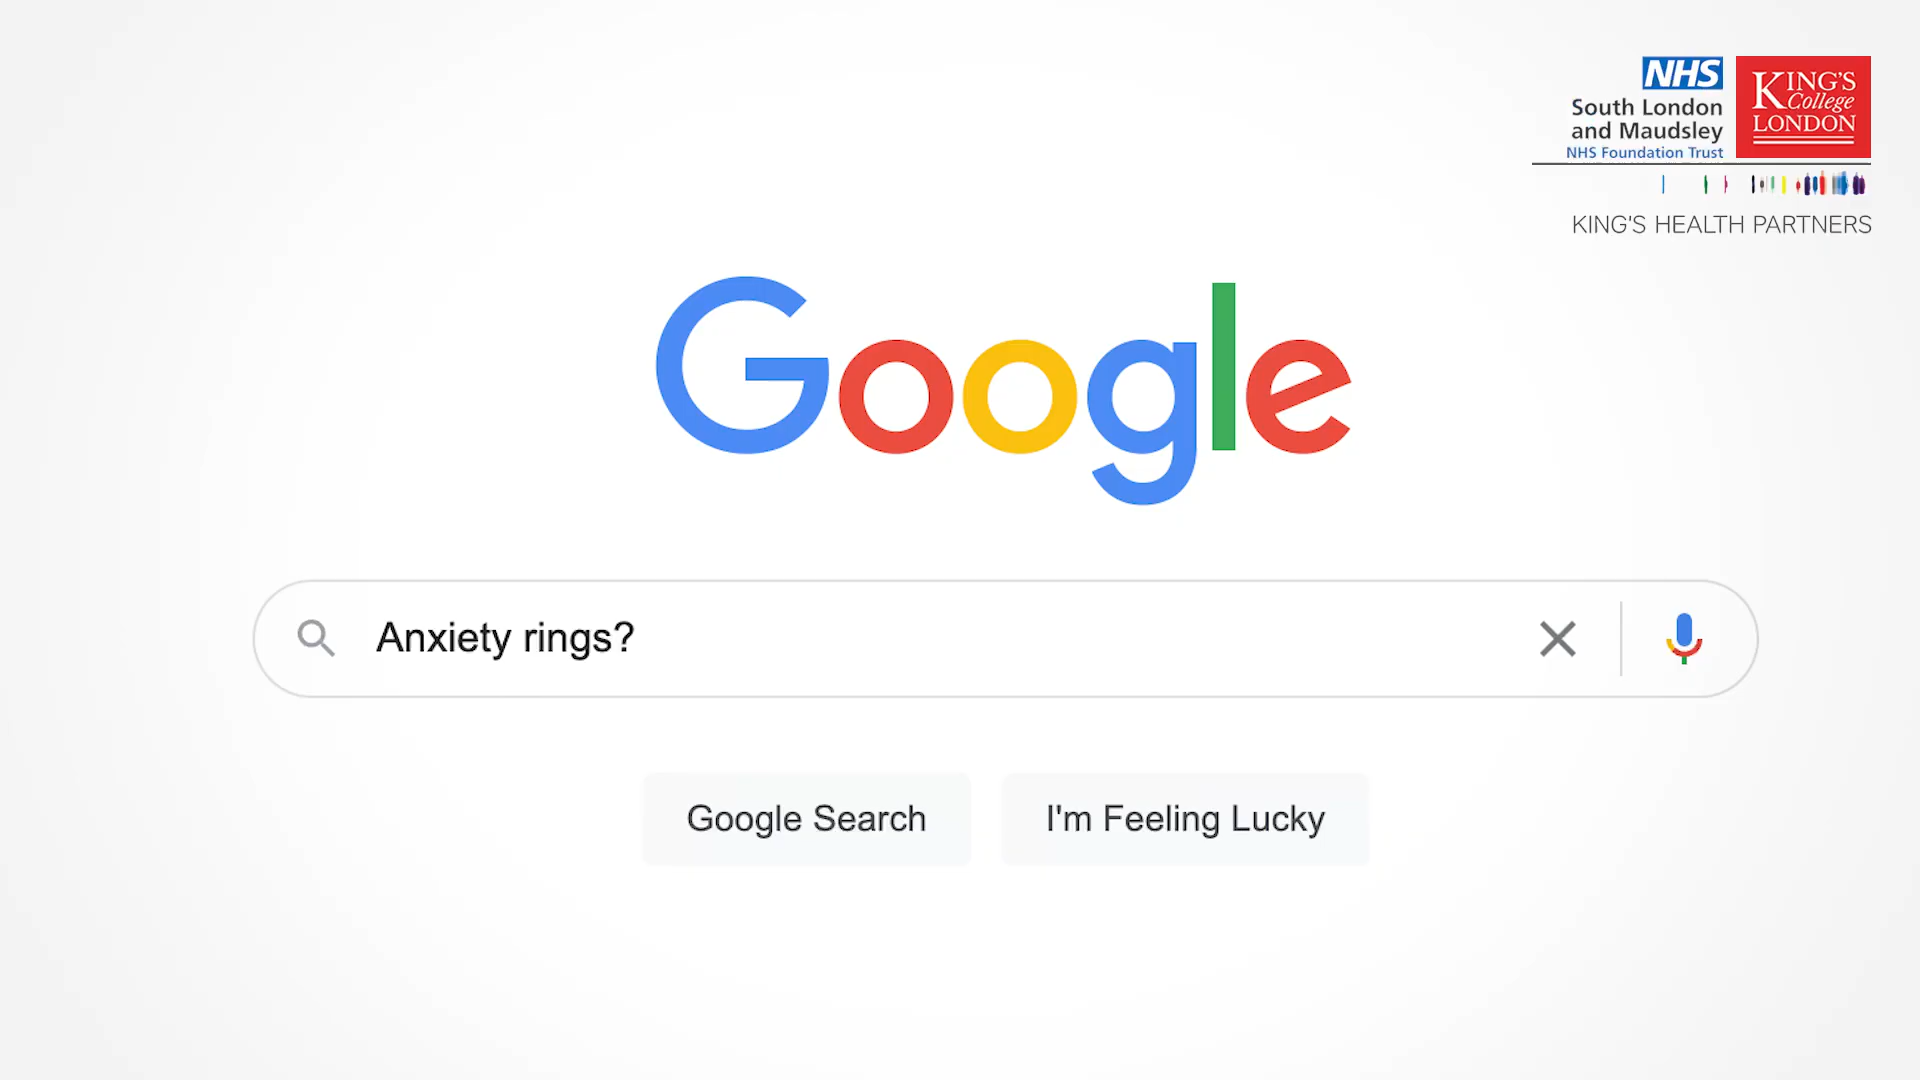 NHS
South London
and Maudsley
NHS Foundation Trust
KING'S
College
LONDON
KING'S HEALTH PARTNERS
Google
Anxiety rings?
Google Search
I'm Feeling Lucky